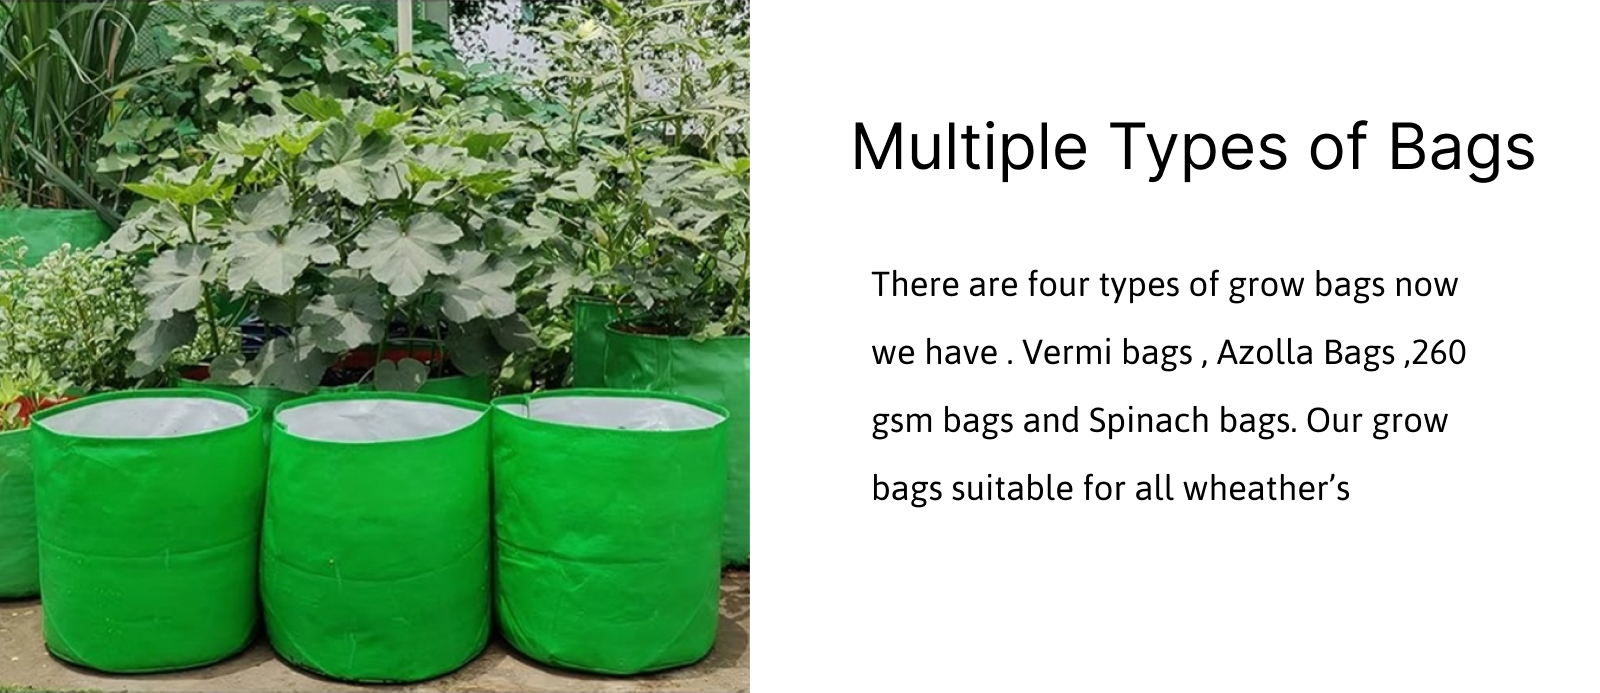 Multiple Types of Bags
There are four types of grow bags now
we have . Vermi bags , Azolla Bags ,260
gsm bags and Spinach bags. Our grow
bags suitable for all wheather’s